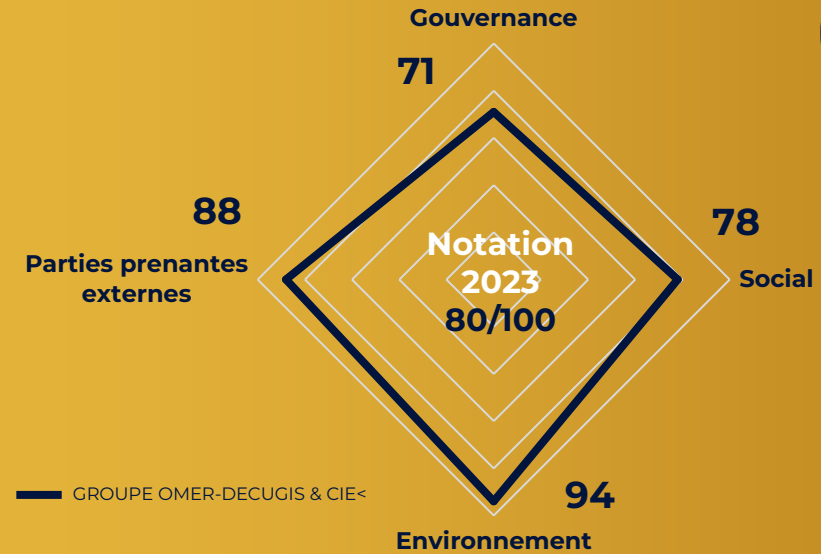 Gouvernance
71
88
78
Parties prenantes
externes
Notation
2023
80/100
Social
GROUPE OMER-DECUGIS & CIE<
94
Environnement